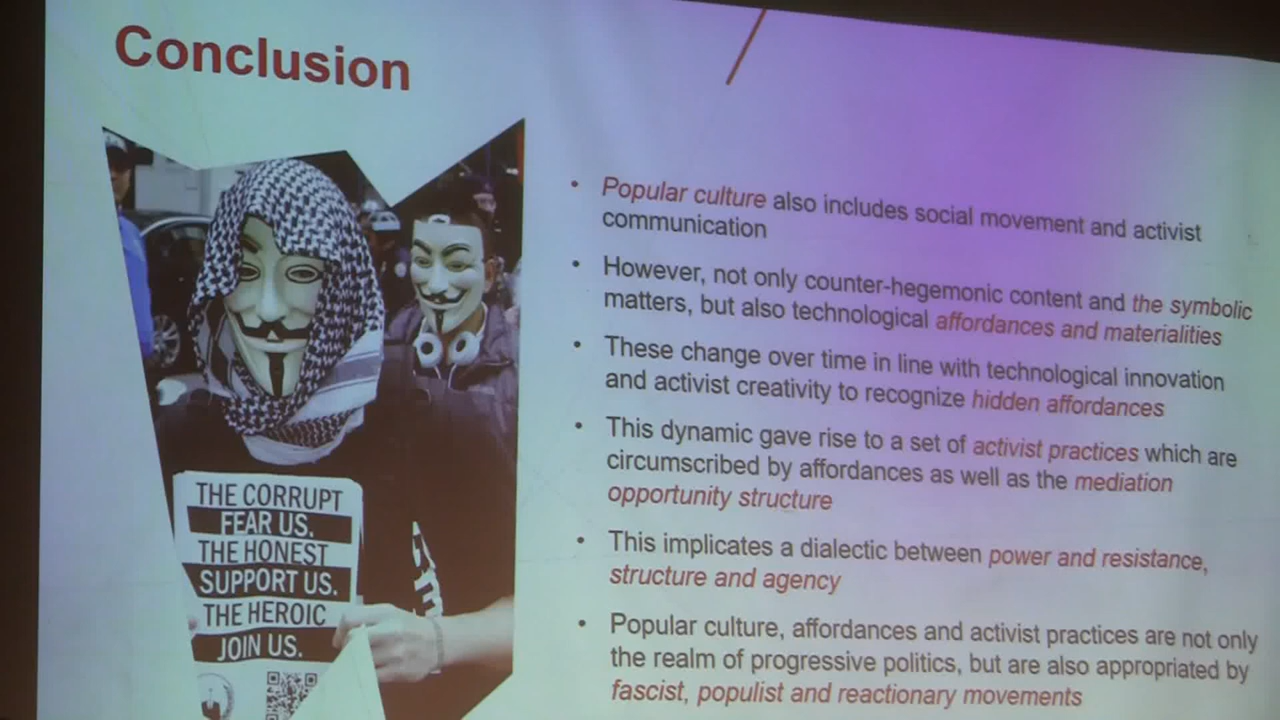 Conclusion
• Popular culture also includes social movement and activist
communication
• However, not only counter-hegemonic content and the symbolic
matters, but also technological affordances and materialities
• These change over time in line with technological innovation
and activist creativity to recognize hidden affordances
• This dynamic gave rise to a set of activist practices which are
circumscribed by affordances as well as the mediation
opportunity structure
• This implicates a dialectic between power and resistance,
structure and agency
• Popular culture, affordances and activist practices are not only
the realm of progressive politics, but are also appropriated by
fascist, populist and reactionary movements
THE CORRUPT
FEAR US.
THE HONEST
SUPPORT US.
THE HEROIC
JOIN US.